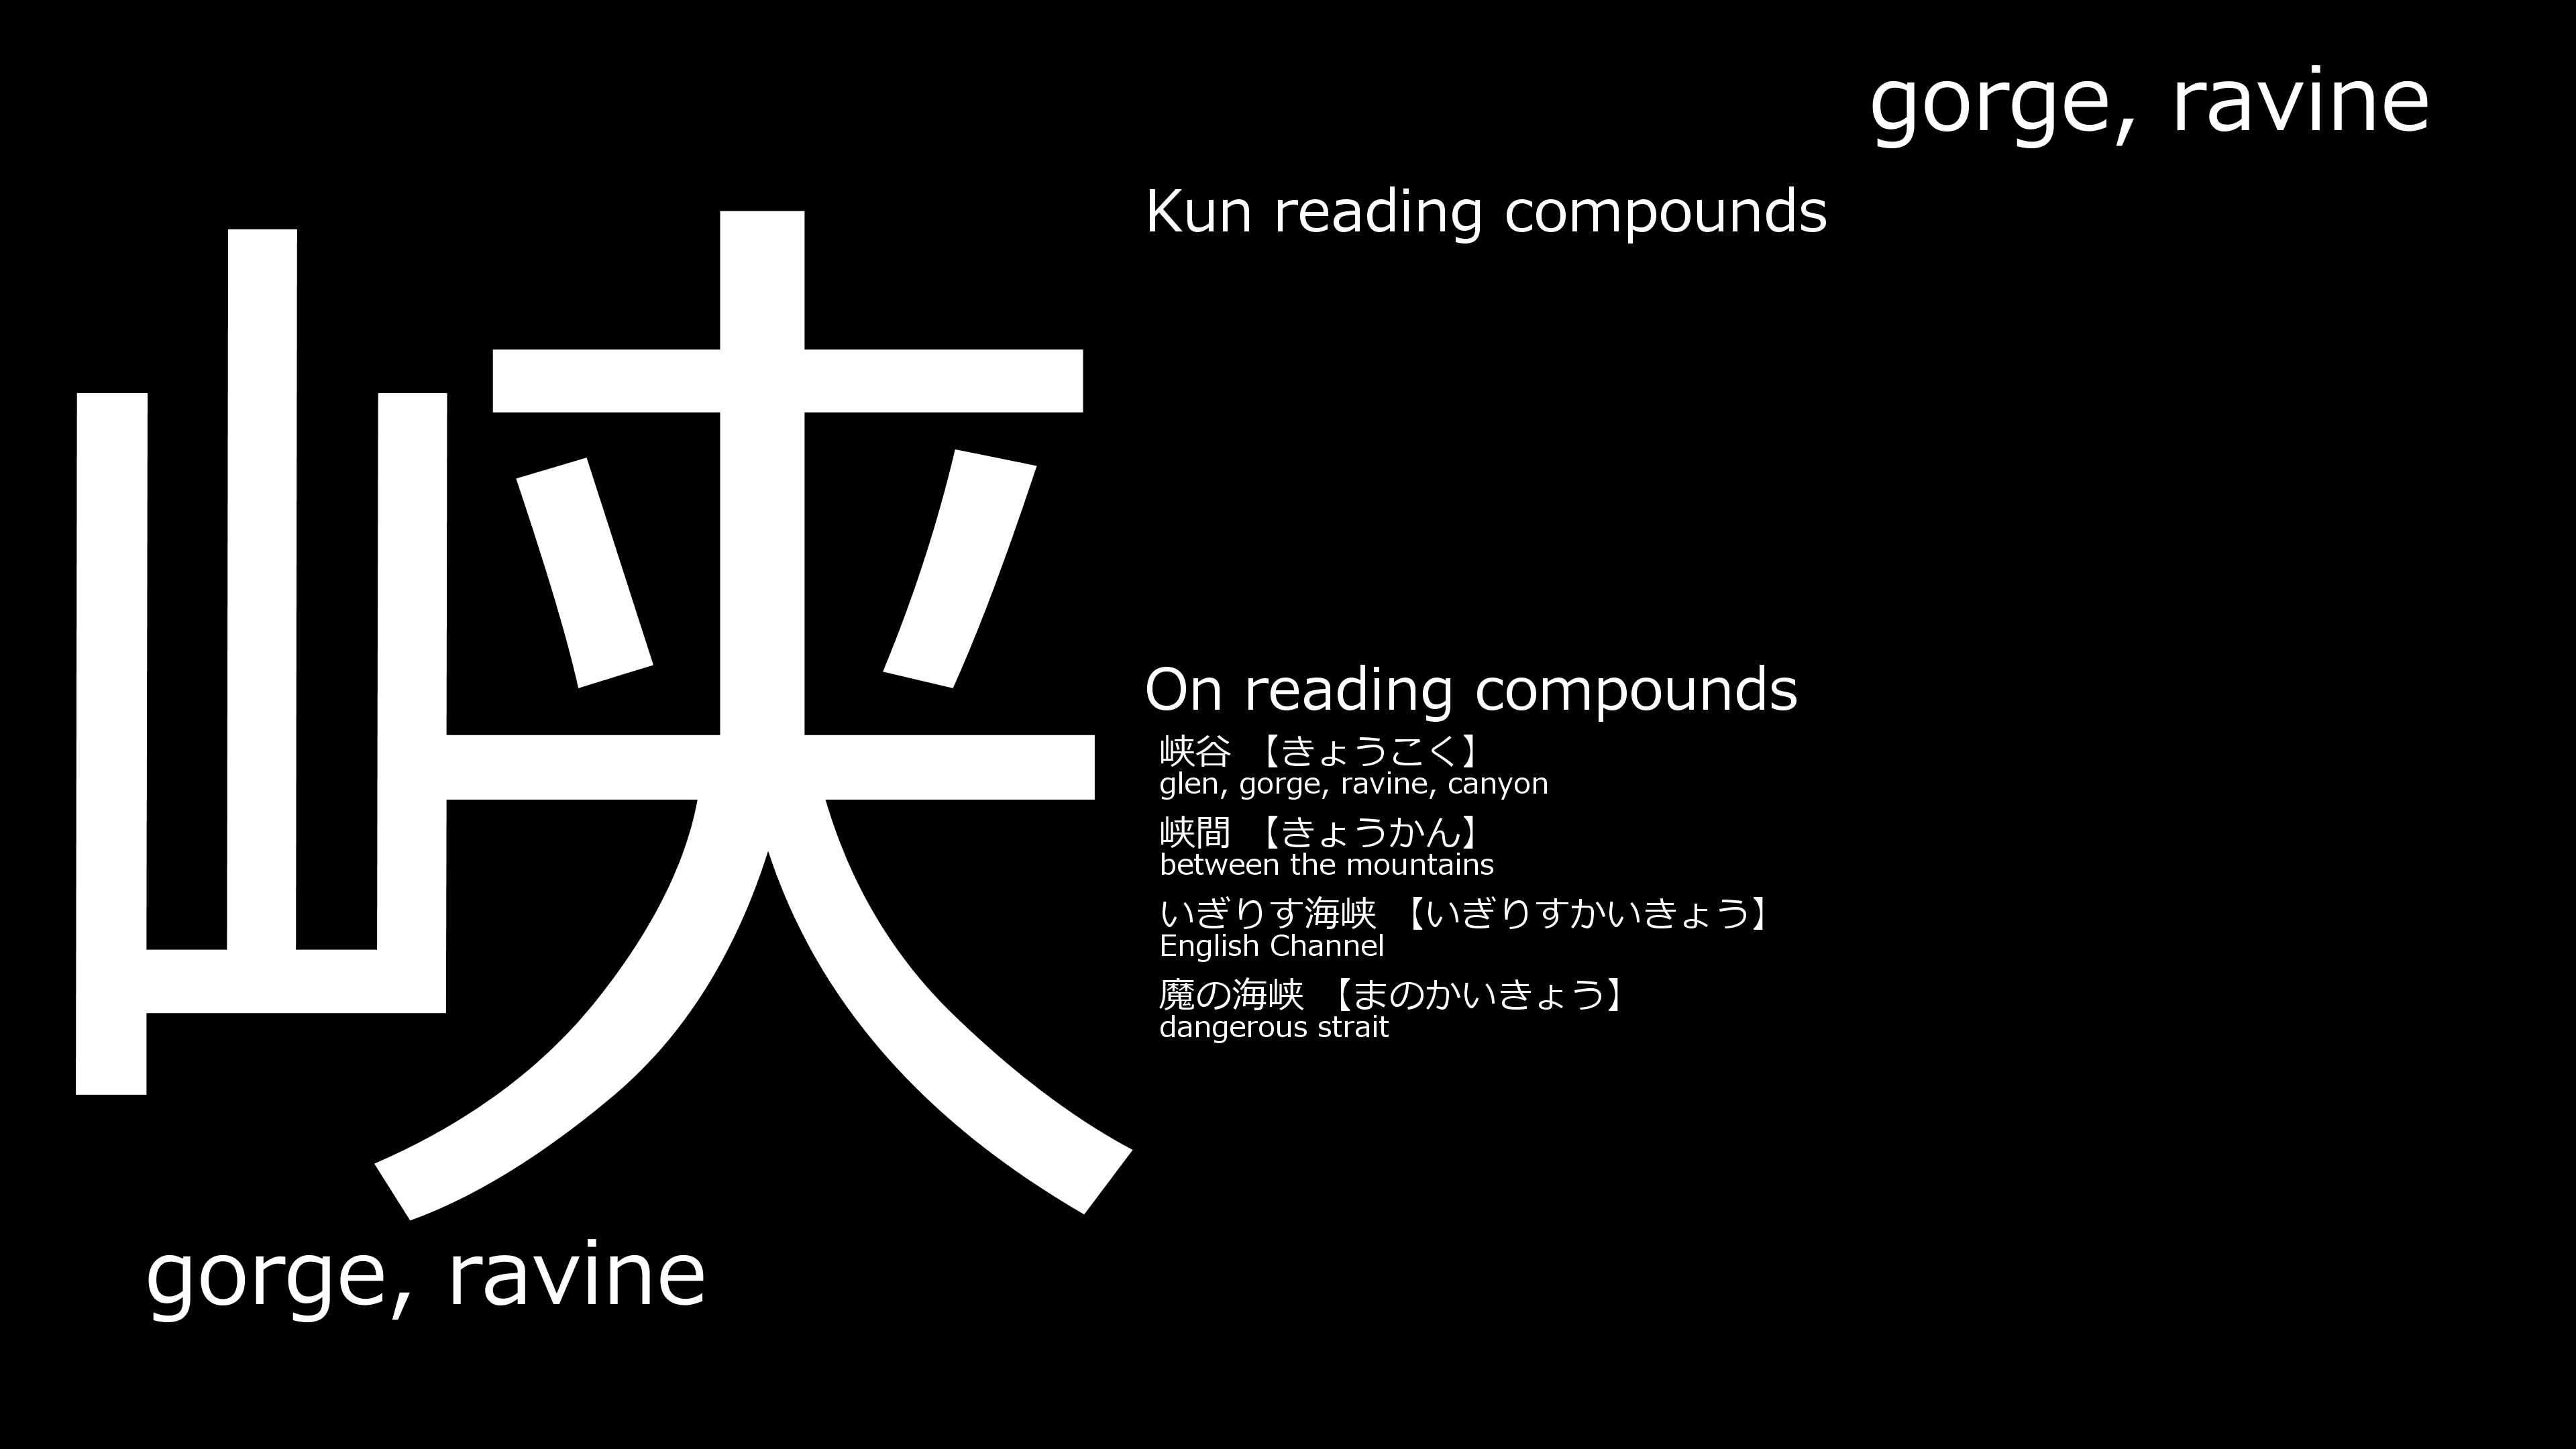 gorge, ravine
Kun reading compounds
峡
On reading compounds
峡谷 【きょうこく】
glen, gorge, ravine, canyon
峡間 【きょうかん】
between the mountains
いぎりす海峡 【いぎりすかいきょう】
English Channel
魔の海峡 【まのかいきょう】
dangerous strait
gorge, ravine